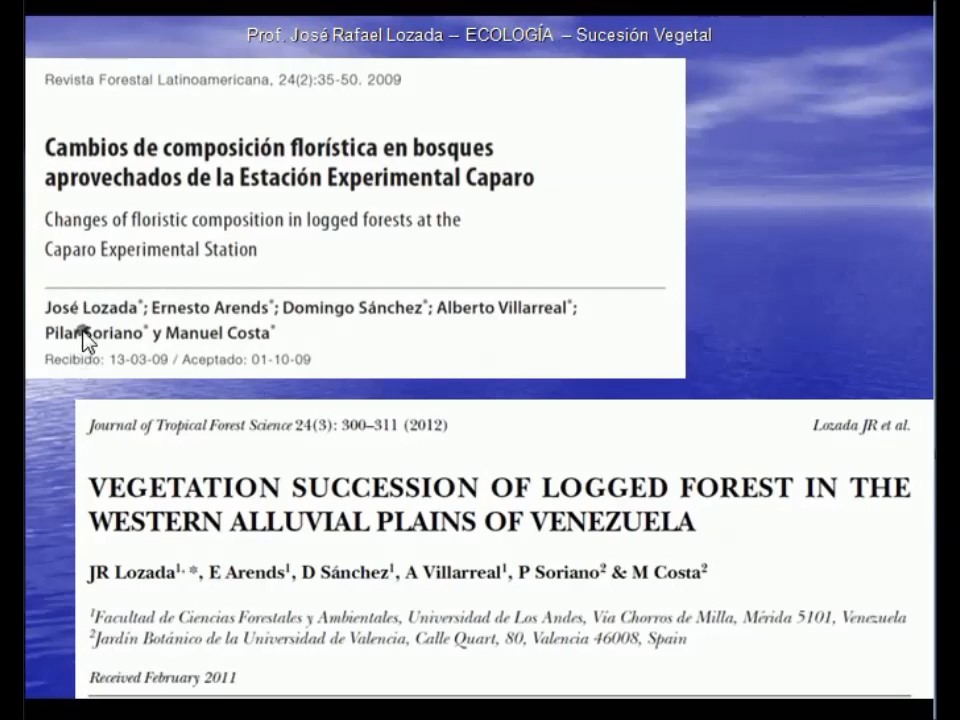 Prof. José Rafael Lozada – ECOLOGÍA – Sucesión Vegetal
Revista Forestal Latinoamericana, 24(2):35-50. 2009
Cambios de composición florística en bosques
aprovechados de la Estación Experimental Caparo
Changes of floristic composition in logged forests at the
Caparo Experimental Station
José Lozada*; Ernesto Arends*; Domingo Sánchez*; Alberto Villarreal*;
Pilar Soriano* y Manuel Costa*
Recibido: 13-03-09 / Aceptado: 01-10-09
Journal of Tropical Forest Science 24(3): 300–311 (2012)
Lozada JR et al.
VEGETATION SUCCESSION OF LOGGED FOREST IN THE
WESTERN ALLUVIAL PLAINS OF VENEZUELA
JR Lozada¹, *, E Arends¹, D Sánchez¹, A Villarreal¹, P Soriano² & M Costa²
¹Facultad de Ciencias Forestales y Ambientales, Universidad de Los Andes, Vía Chorros de Milla, Mérida 5101, Venezuela
²Jardín Botánico de la Universidad de Valencia, Calle Quart, 80, Valencia 46008, Spain
Received February 2011